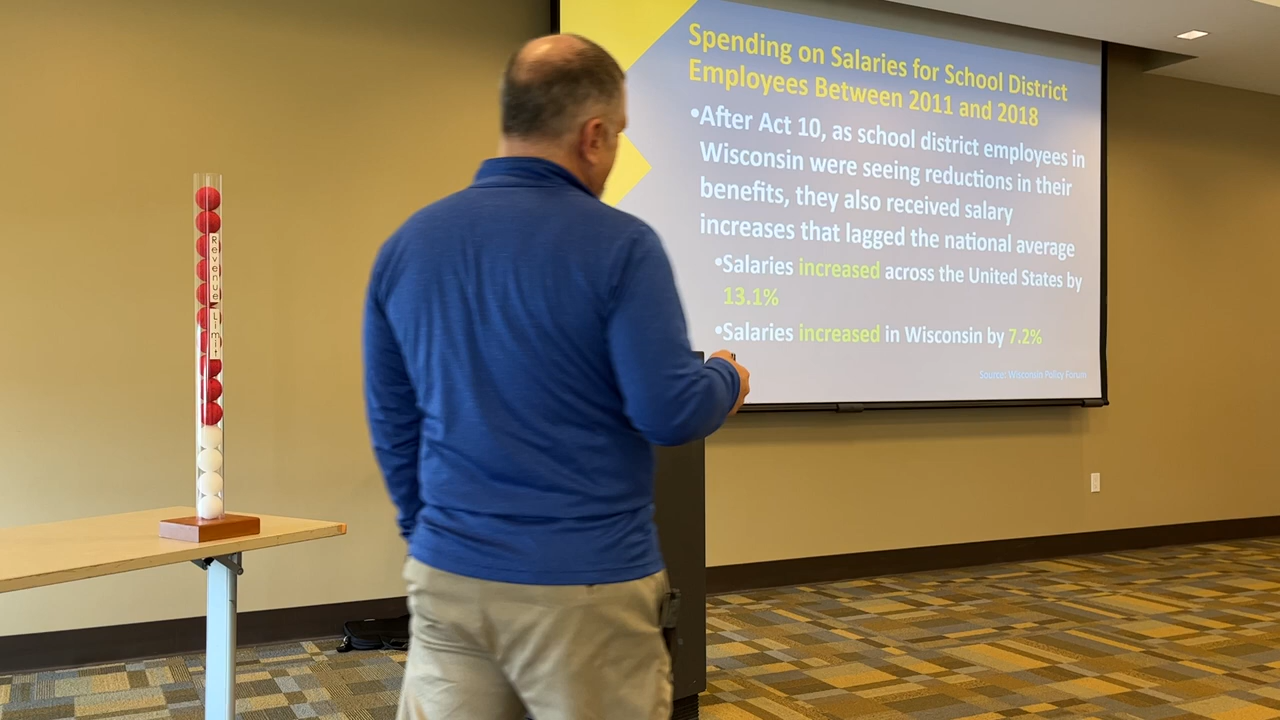 Spending on Salaries for School District
Employees Between 2011 and 2018
•After Act 10, as school district employees in
Wisconsin were seeing reductions in their
benefits, they also received salary
increases that lagged the national average
•Salaries increased across the United States by
13.1%
•Salaries increased in Wisconsin by 7.2%
Source: Wisconsin Policy Forum
Revenue Limit